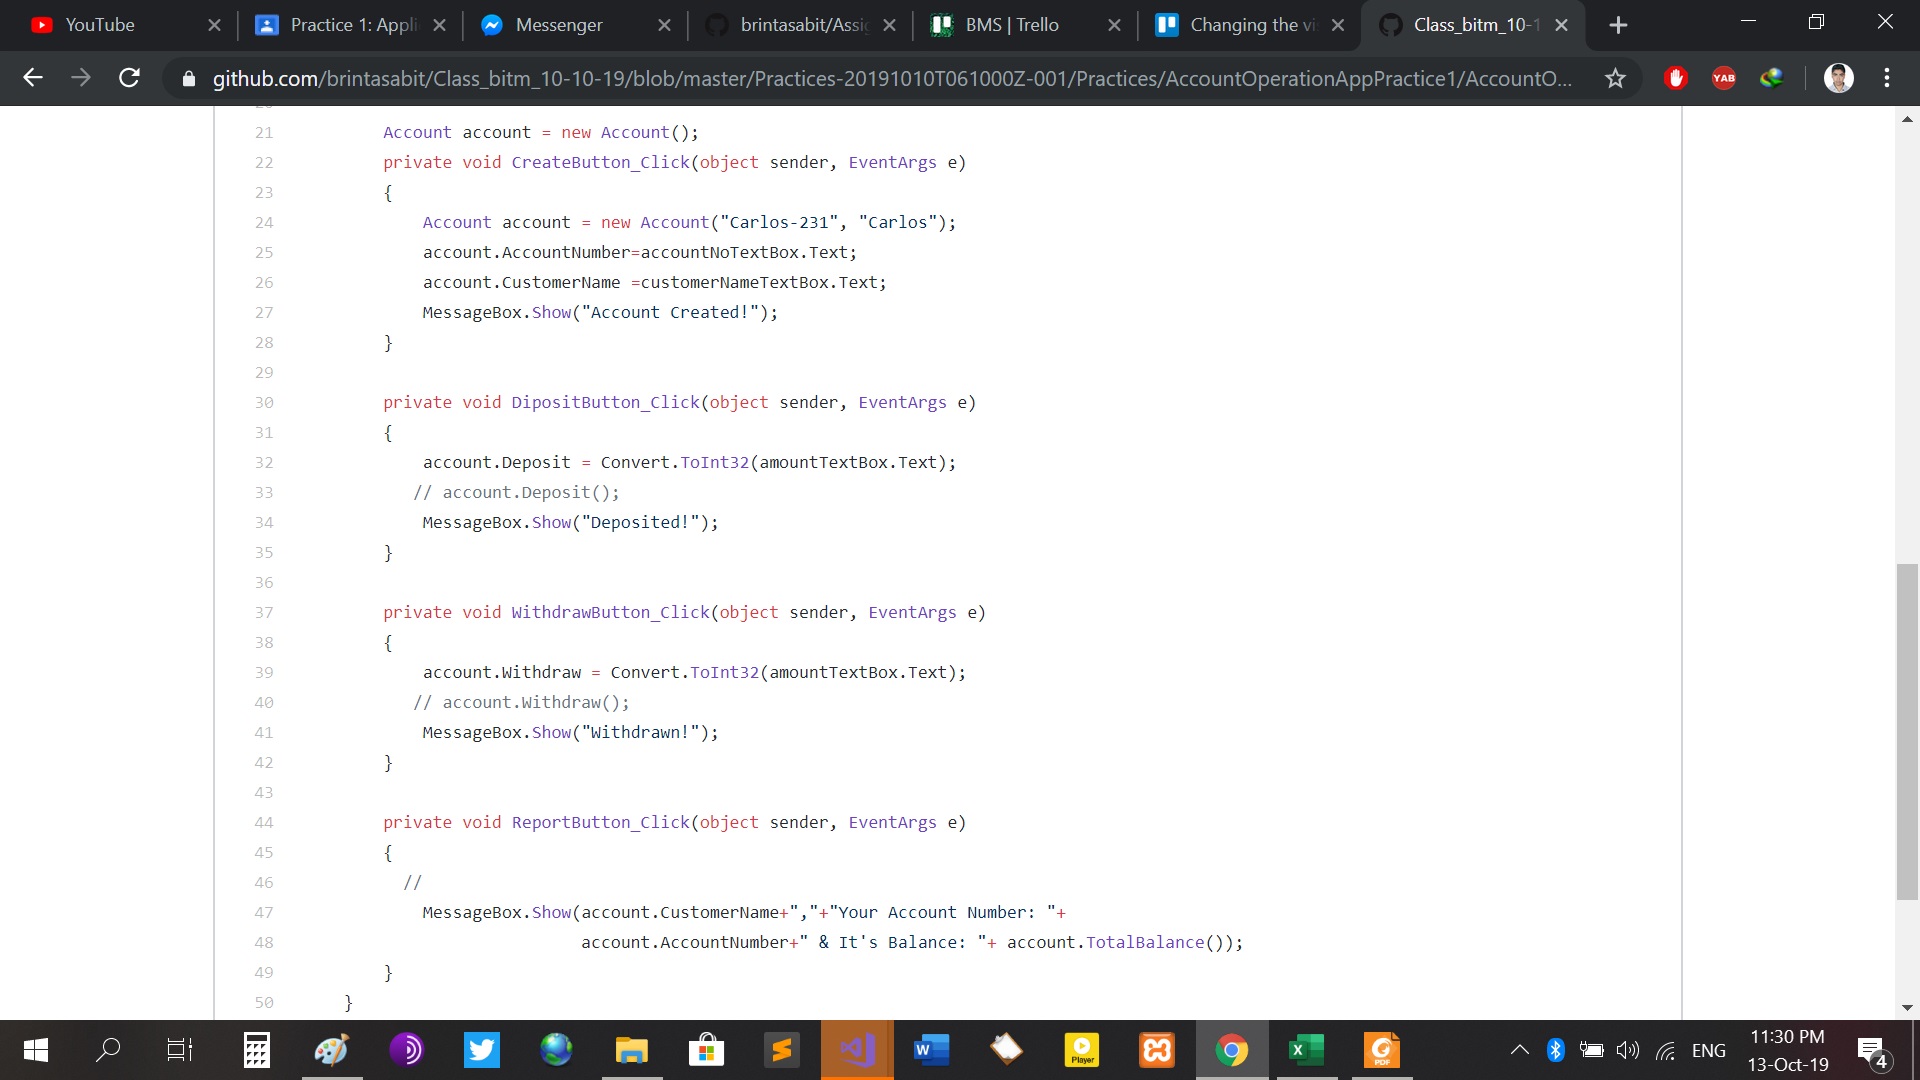 YouTube
Practice 1: Appli
Messenger
brintasabit/Assig
BMS | Trello
Changing the vi
Class_bitm_10-1
github.com/brintasabit/Class_bitm_10-10-19/blob/master/Practices-20191010T061000Z-001/Practices/AccountOperationAppPractice1/AccountO...
YAB
21 Account account = new Account();
22 private void CreateButton_Click(object sender, EventArgs e)
23 {
24 Account account = new Account("Carlos-231", "Carlos");
25 account.AccountNumber=accountNoTextBox.Text;
26 account.CustomerName =customerNameTextBox.Text;
27 MessageBox.Show("Account Created!");
28 }
29
30 private void DipositButton_Click(object sender, EventArgs e)
31 {
32 account.Deposit = Convert.ToInt32(amountTextBox.Text);
33 // account.Deposit();
34 MessageBox.Show("Deposited!");
35 }
36
37 private void WithdrawButton_Click(object sender, EventArgs e)
38 {
39 account.Withdraw = Convert.ToInt32(amountTextBox.Text);
40 // account.Withdraw();
41 MessageBox.Show("Withdrawn!");
42 }
43
44 private void ReportButton_Click(object sender, EventArgs e)
45 {
46 //
47 MessageBox.Show(account.CustomerName+","+"Your Account Number: "+
48 account.AccountNumber+" & It's Balance: "+ account.TotalBalance());
49 }
50 }
Player
PDF
ENG
11:30 PM
13-Oct-19
4